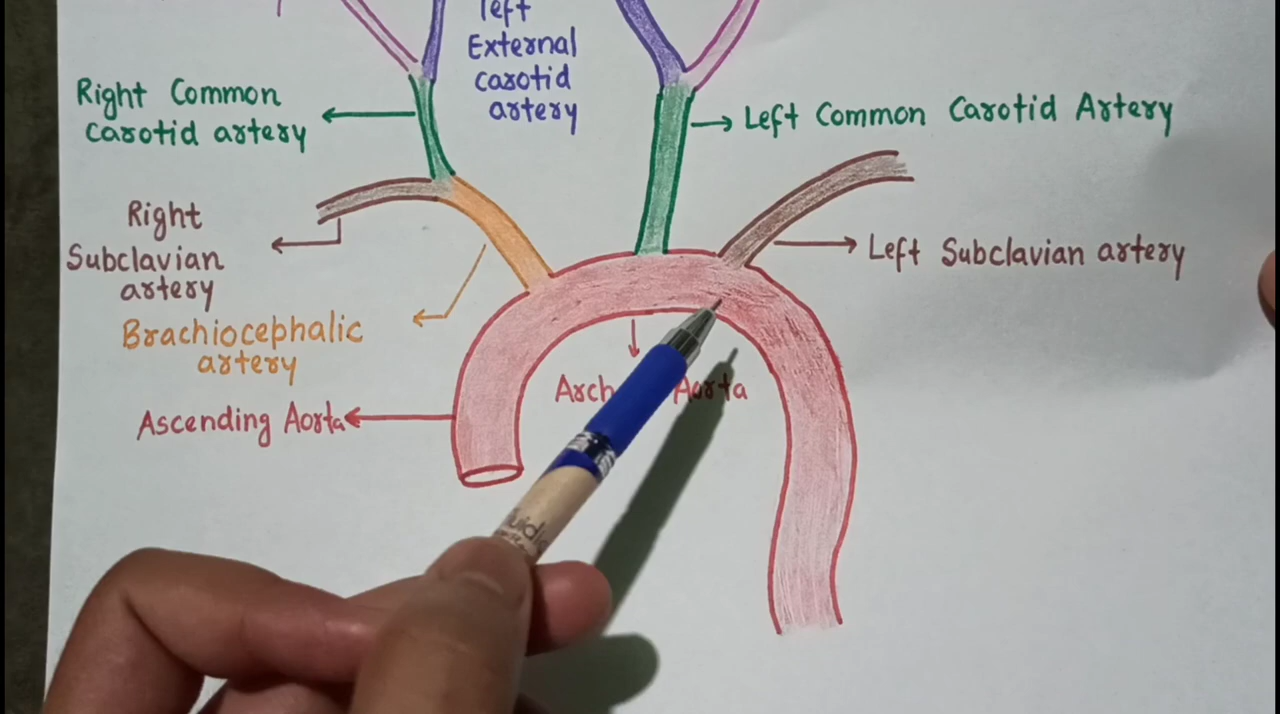 left
External
carotid
artery
Right Common
carotid artery
Left Common Carotid Artery
Right
Subclavian
artery
Left Subclavian artery
Brachiocephalic
artery
Arch Aorta
Ascending Aorta